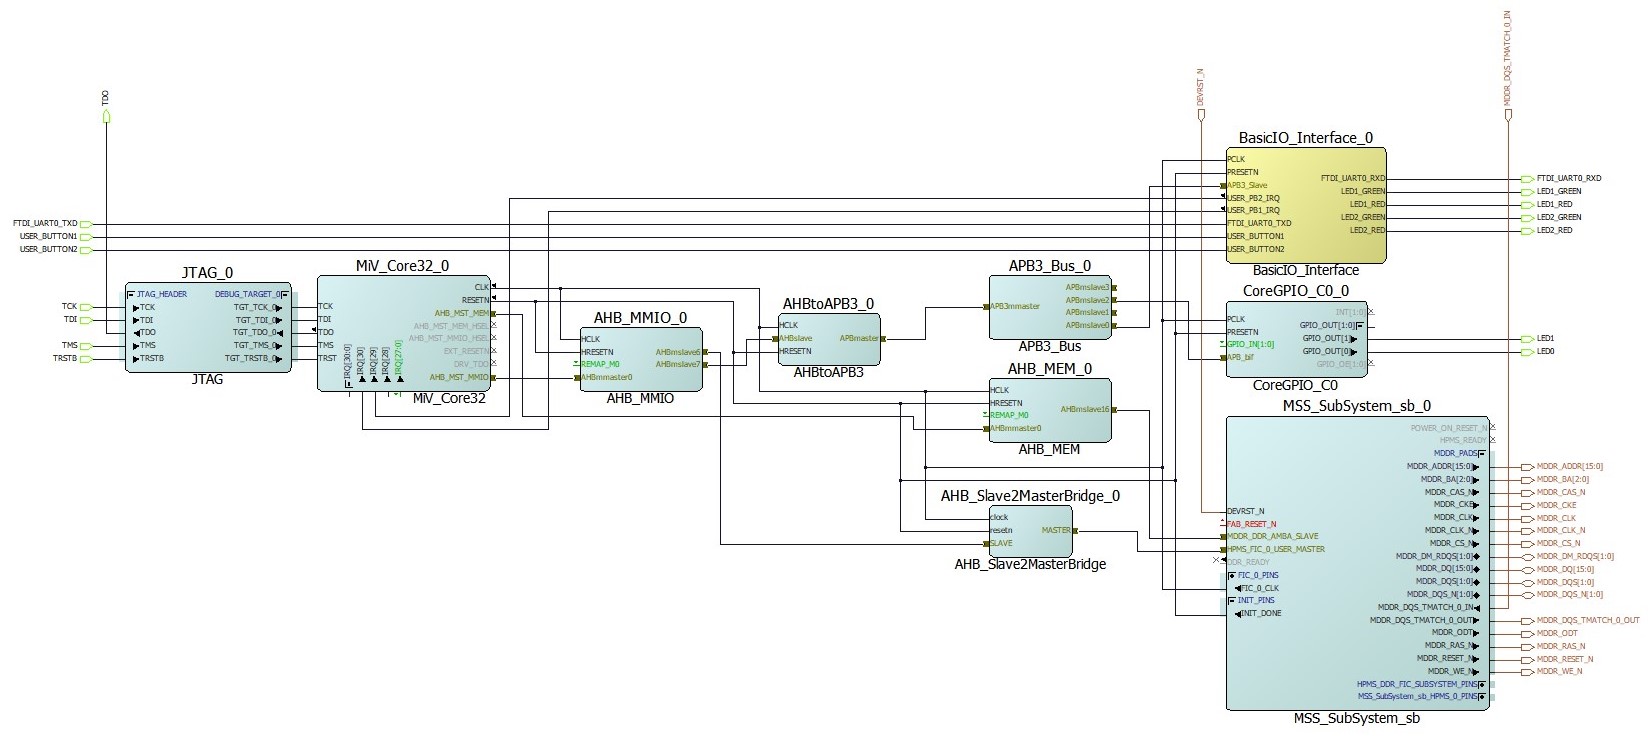 MDDR_DQS_TMATCH_0_IN
DEVRST_N
TDO
FTDI_UART0_TXD
USER_BUTTON1
USER_BUTTON2
TCK
TDI
TMS
TRSTB
JTAG_0
JTAG_HEADER
TCK
TDI
TDO
TMS
TRSTB
DEBUG_TARGET_0
TGT_TCK_0
TGT_TDI_0
TGT_TDO_0
TGT_TMS_0
TGT_TRSTB_0
JTAG
MiV_Core32_0
TCK
TDI
TDO
TMS
TRST
IRQ[30:0]
IRQ[30]
IRQ[29]
IRQ[28]
IRQ[27:0]
CLK
RESETN
AHB_MST_MEM
AHB_MST_MEM_HSEL
AHB_MST_MMIO_HSEL
EXT_RESETN
DRV_TDO
AHB_MST_MMIO
MiV_Core32
AHB_MMIO_0
HCLK
HRESETN
REMAP_M0
AHBmmaster0
AHBmslave6
AHBmslave7
AHB_MMIO
AHBtoAPB3_0
HCLK
AHBslave
HRESETN
APBmaster
AHBtoAPB3
APB3_Bus_0
APB3mmaster
APBmslave3
APBmslave2
APBmslave1
APBmslave0
APB3_Bus
AHB_MEM_0
HCLK
HRESETN
REMAP_M0
AHBmmaster0
AHBmslave16
AHB_MEM
AHB_Slave2MasterBridge_0
clock
resetn
SLAVE
MASTER
AHB_Slave2MasterBridge
BasicIO_Interface_0
PCLK
PRESETN
APB3_Slave
USER_PB2_IRQ
USER_PB1_IRQ
FTDI_UART0_TXD
USER_BUTTON1
USER_BUTTON2
FTDI_UART0_RXD
LED1_GREEN
LED1_RED
LED2_GREEN
LED2_RED
BasicIO_Interface
FTDI_UART0_RXD
LED1_GREEN
LED1_RED
LED2_GREEN
LED2_RED
CoreGPIO_C0_0
PCLK
PRESETN
GPIO_IN[1:0]
APB_bif
INT[1:0]
GPIO_OUT[1:0]
GPIO_OUT[1]
GPIO_OUT[0]
GPIO_OE[1:0]
CoreGPIO_C0
LED1
LED0
MSS_SubSystem_sb_0
DEVRST_N
FAB_RESET_N
MDDR_DDR_AMBA_SLAVE
HPMS_FIC_0_USER_MASTER
DDR_READY
FIC_0_PINS
FIC_0_CLK
INIT_PINS
INIT_DONE
POWER_ON_RESET_N
HPMS_READY
MDDR_PADS
MDDR_ADDR[15:0]
MDDR_BA[2:0]
MDDR_CAS_N
MDDR_CKE
MDDR_CLK
MDDR_CLK_N
MDDR_CS_N
MDDR_DM_RDQS[1:0]
MDDR_DQ[15:0]
MDDR_DQS[1:0]
MDDR_DQS_N[1:0]
MDDR_DQS_TMATCH_0_IN
MDDR_DQS_TMATCH_0_OUT
MDDR_ODT
MDDR_RAS_N
MDDR_RESET_N
MDDR_WE_N
HPMS_DDR_FIC_SUBSYSTEM_PINS
MSS_SubSystem_sb_HPMS_0_PINS
MSS_SubSystem_sb
MDDR_ADDR[15:0]
MDDR_BA[2:0]
MDDR_CAS_N
MDDR_CKE
MDDR_CLK
MDDR_CLK_N
MDDR_CS_N
MDDR_DM_RDQS[1:0]
MDDR_DQ[15:0]
MDDR_DQS[1:0]
MDDR_DQS_N[1:0]
MDDR_DQS_TMATCH_0_OUT
MDDR_ODT
MDDR_RAS_N
MDDR_RESET_N
MDDR_WE_N